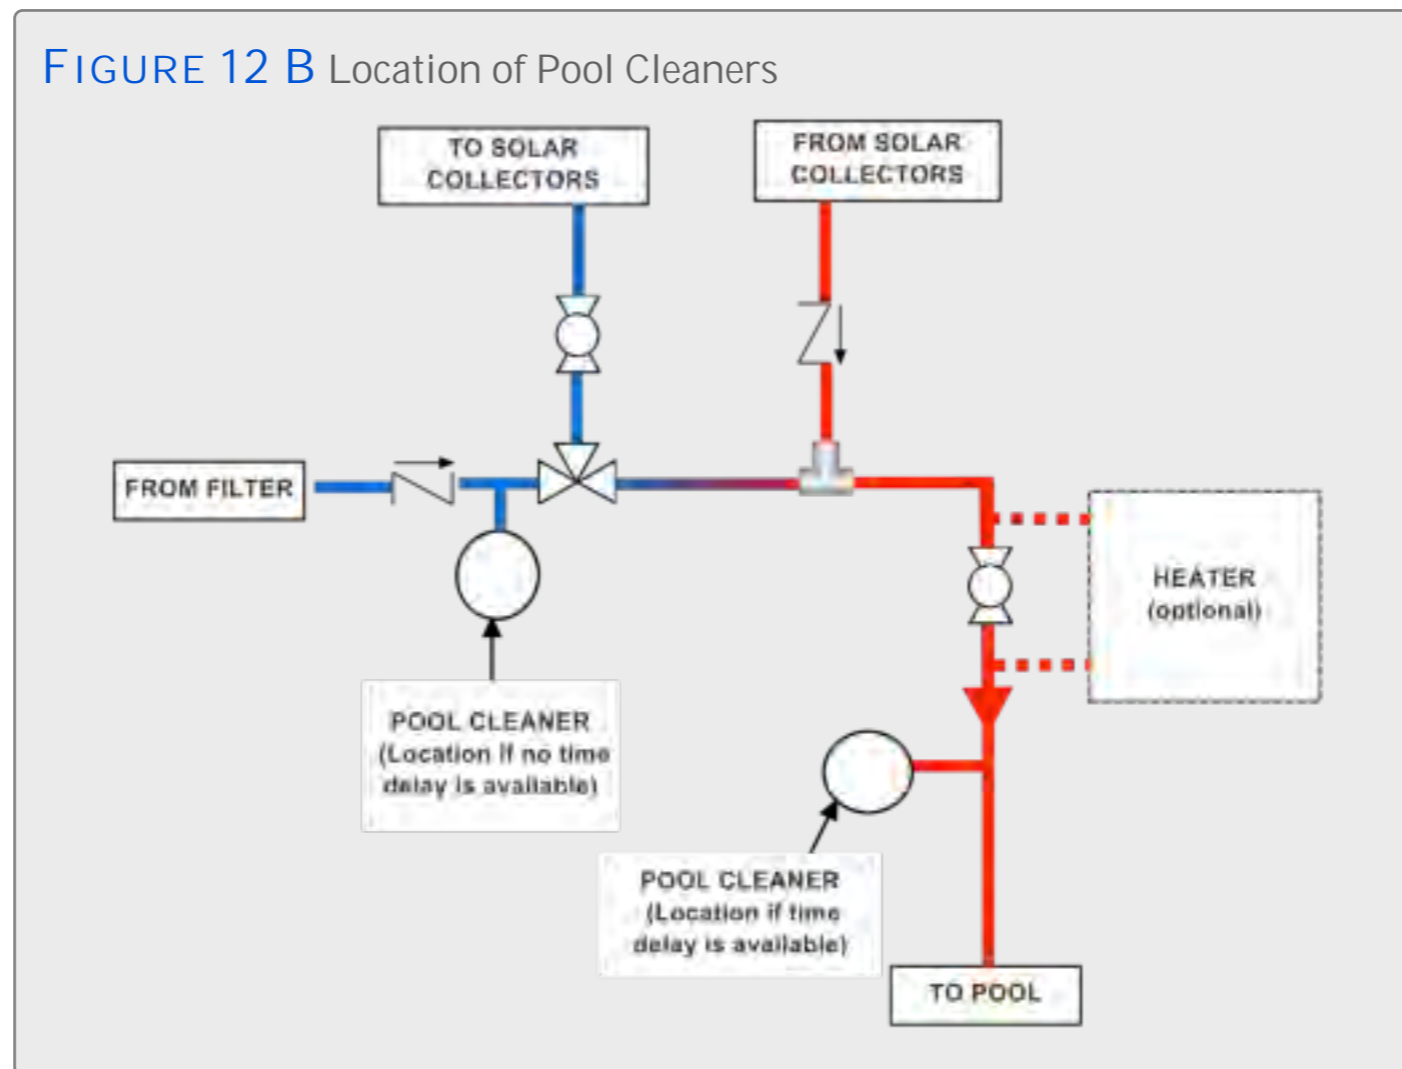 FIGURE 12 B Location of Pool Cleaners
TO SOLAR
COLLECTORS
FROM SOLAR
COLLECTORS
FROM FILTER
HEATER
(optional)
POOL CLEANER
(Location if no time
delay is available)
POOL CLEANER
(Location if time
delay is available)
TO POOL